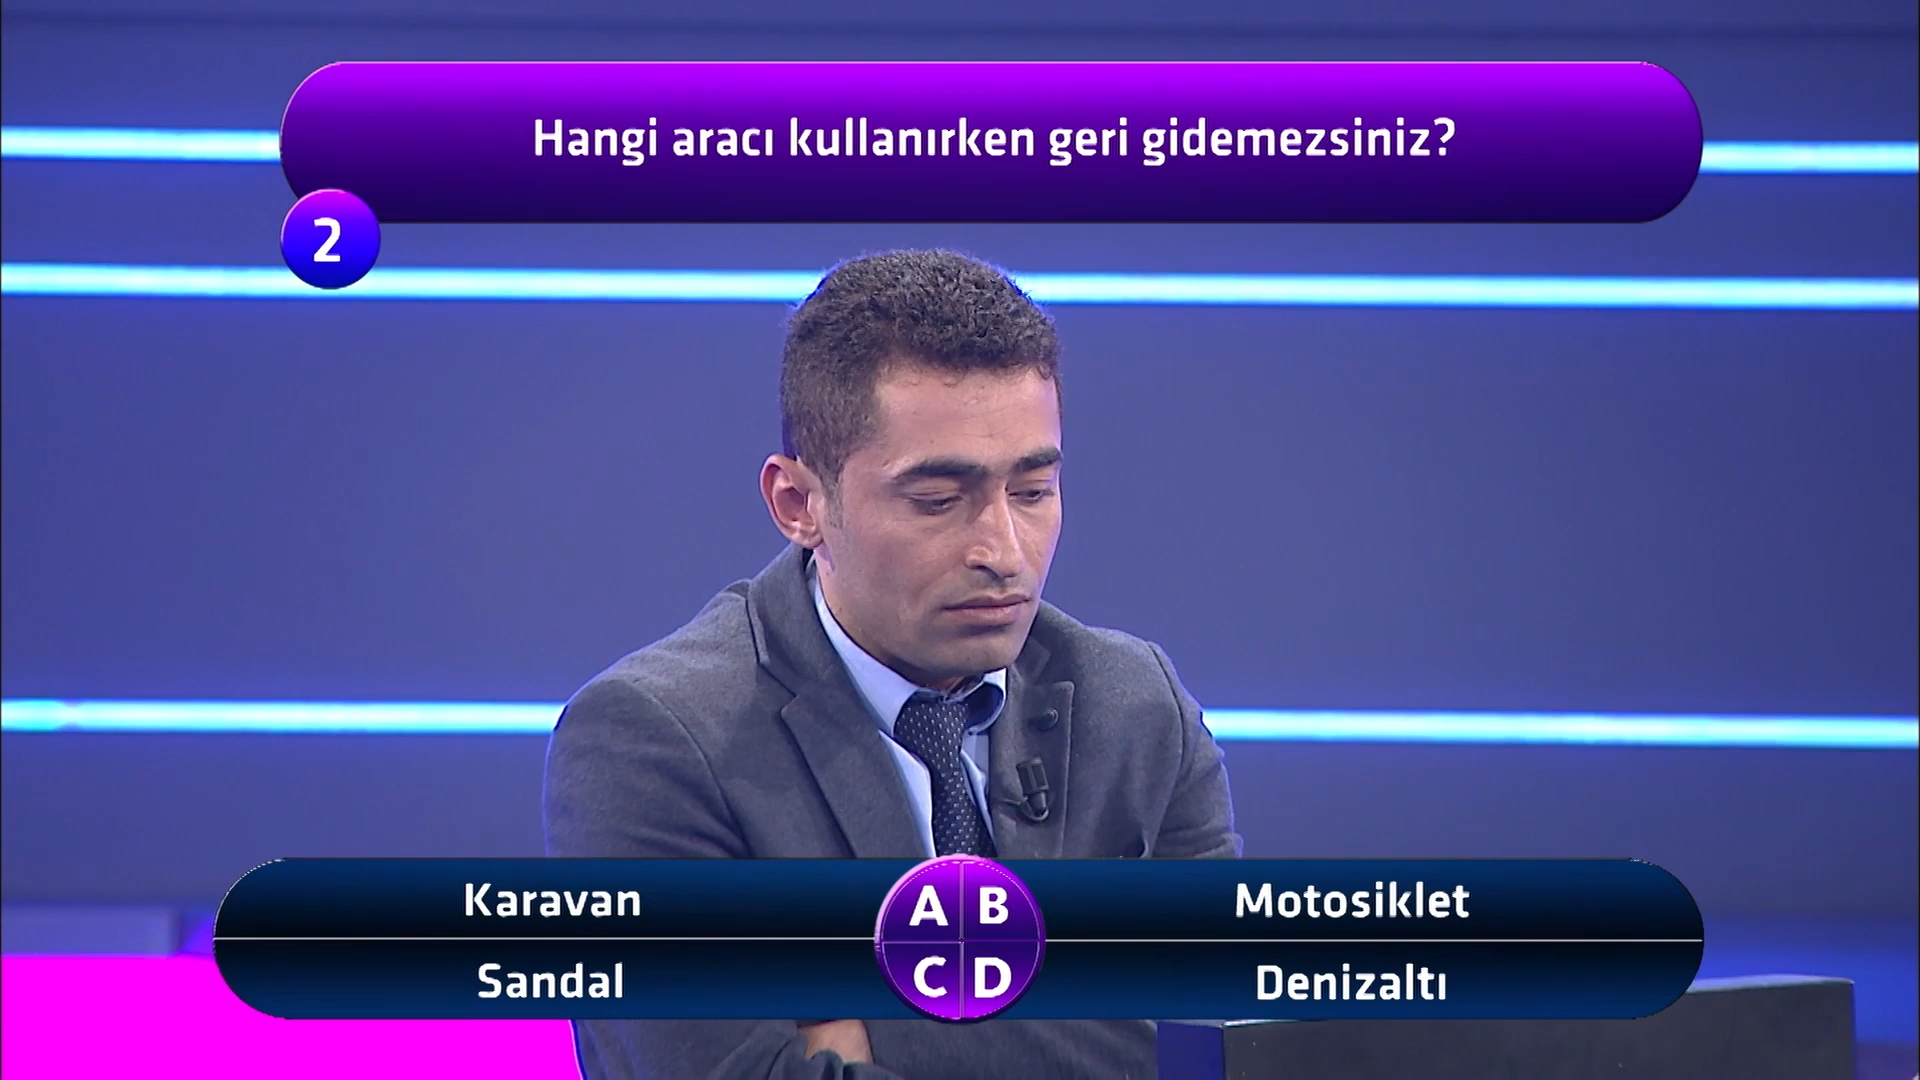 Hangi aracı kullanırken geri gidemezsiniz?
2
Karavan
A B
Motosiklet
Sandal
C D
Denizaltı